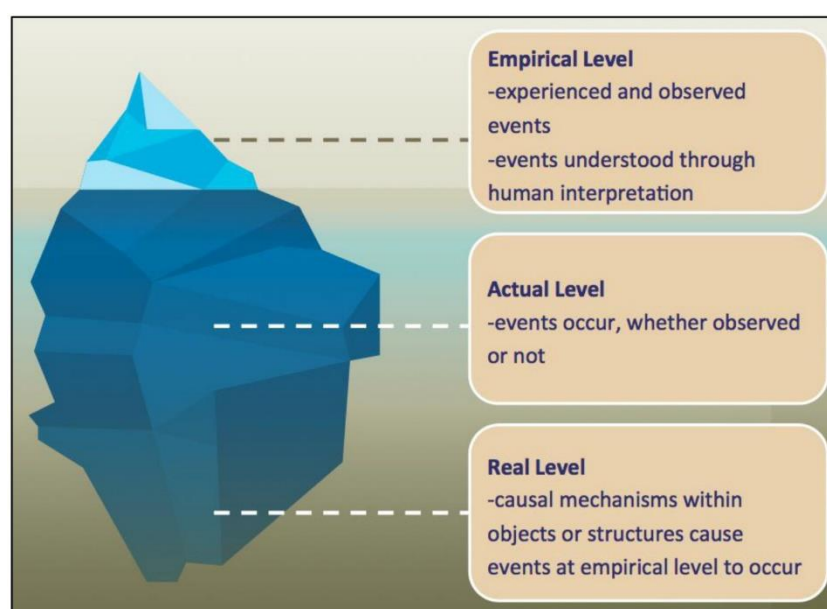 Empirical Level
-experienced and observed
events
-events understood through
human interpretation
Actual Level
-events occur, whether observed
or not
Real Level
-causal mechanisms within
objects or structures cause
events at empirical level to occur